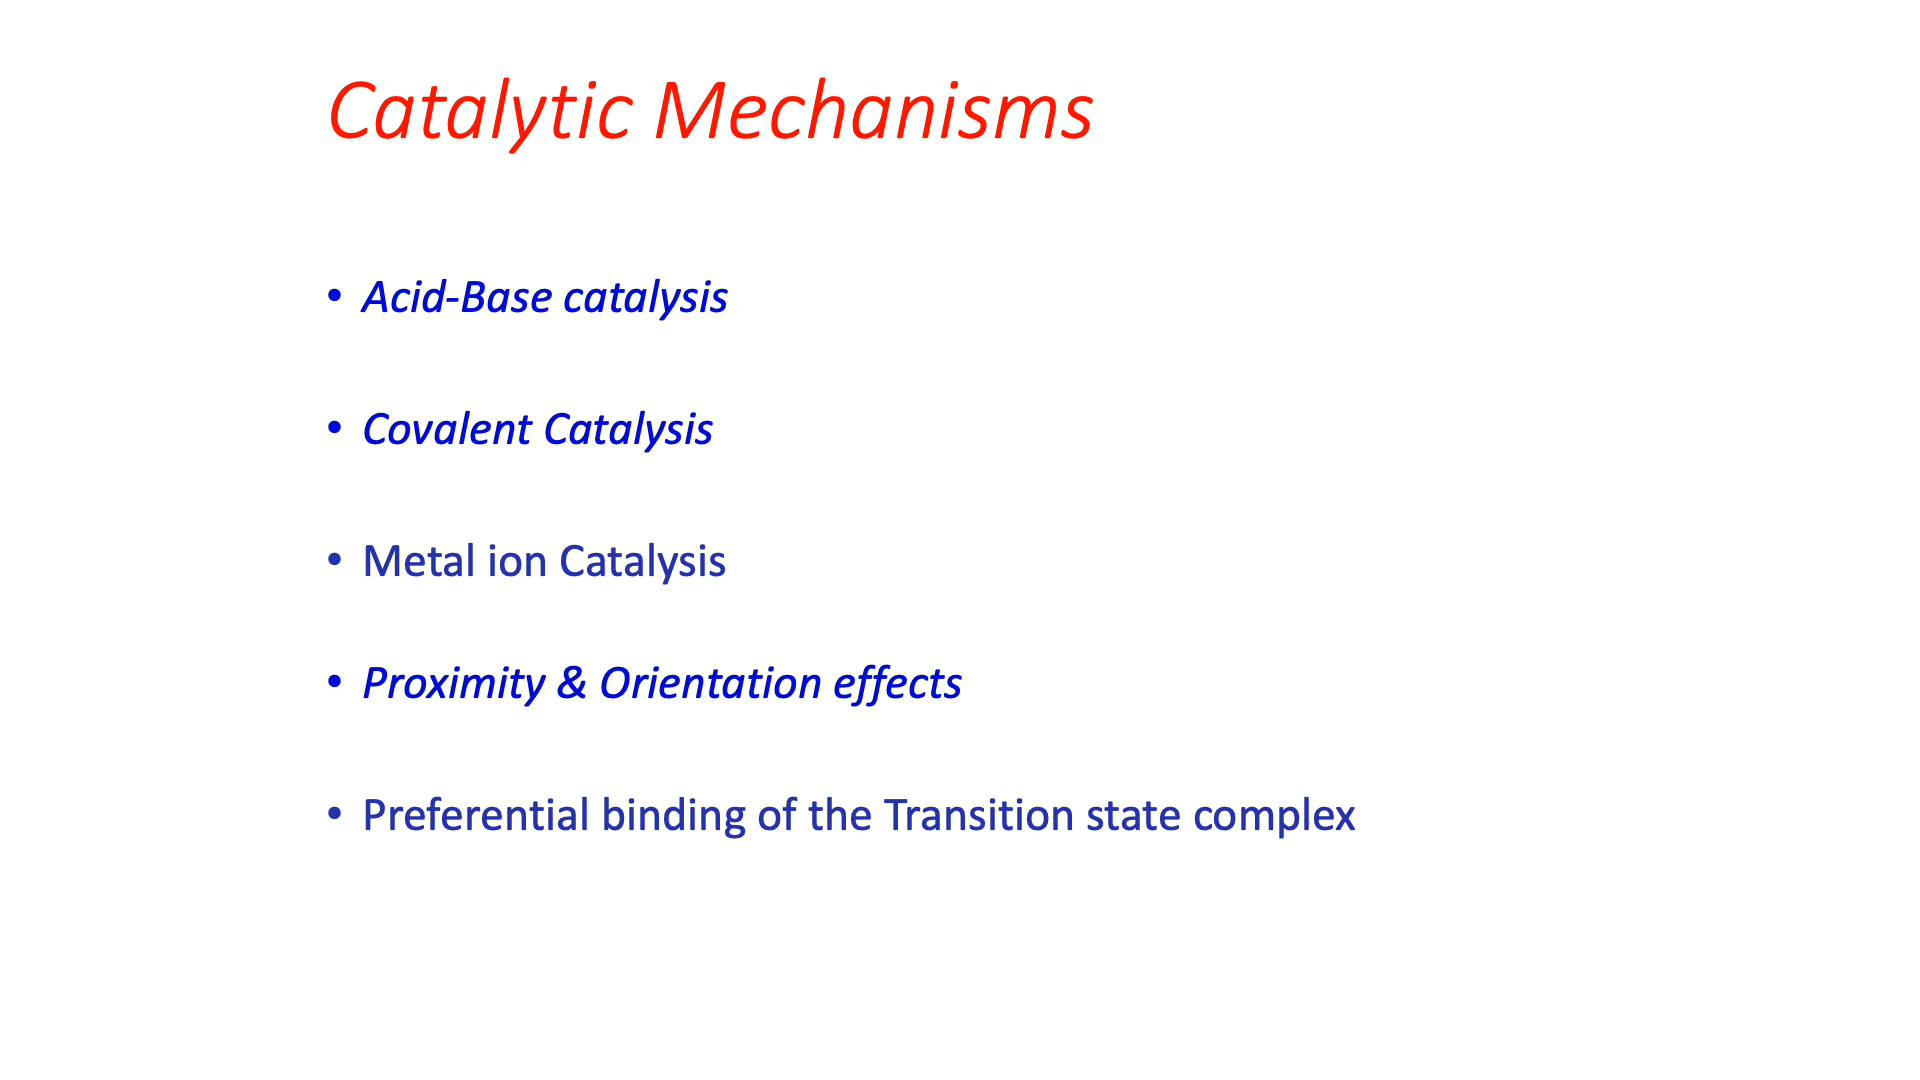 Catalytic Mechanisms
• Acid-Base catalysis
• Covalent Catalysis
• Metal ion Catalysis
• Proximity & Orientation effects
• Preferential binding of the Transition state complex